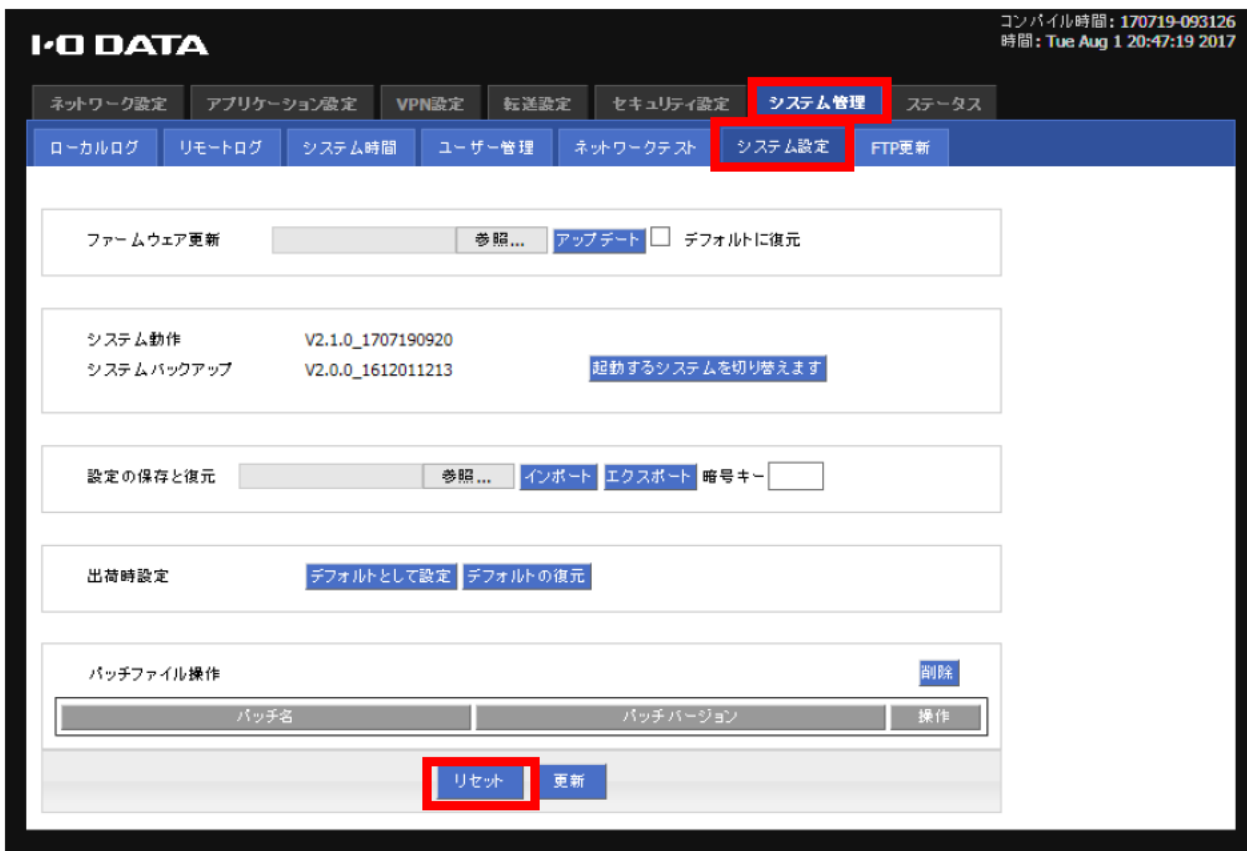 コンパイル時間: 170719-093126
I-O DATA
時間: Tue Aug 1 20:47:19 2017
ネットワーク設定 アプリケーション設定 VPN設定 転送設定 セキュリティ設定 システム管理 ステータス
ローカルログ リモートログ システム時間 ユーザー管理 ネットワークテスト システム設定 FTP更新
ファームウェア更新 参照... アップデート デフォルトに復元
システム動作 V2.1.0_1707190920
システムバックアップ V2.0.0_1612011213 起動するシステムを切り替えます
設定の保存と復元 参照... インポート エクスポート 暗号キー
出荷時設定 デフォルトとして設定 デフォルトの復元
パッチファイル操作 削除
パッチ名 パッチバージョン 操作
リセット 更新